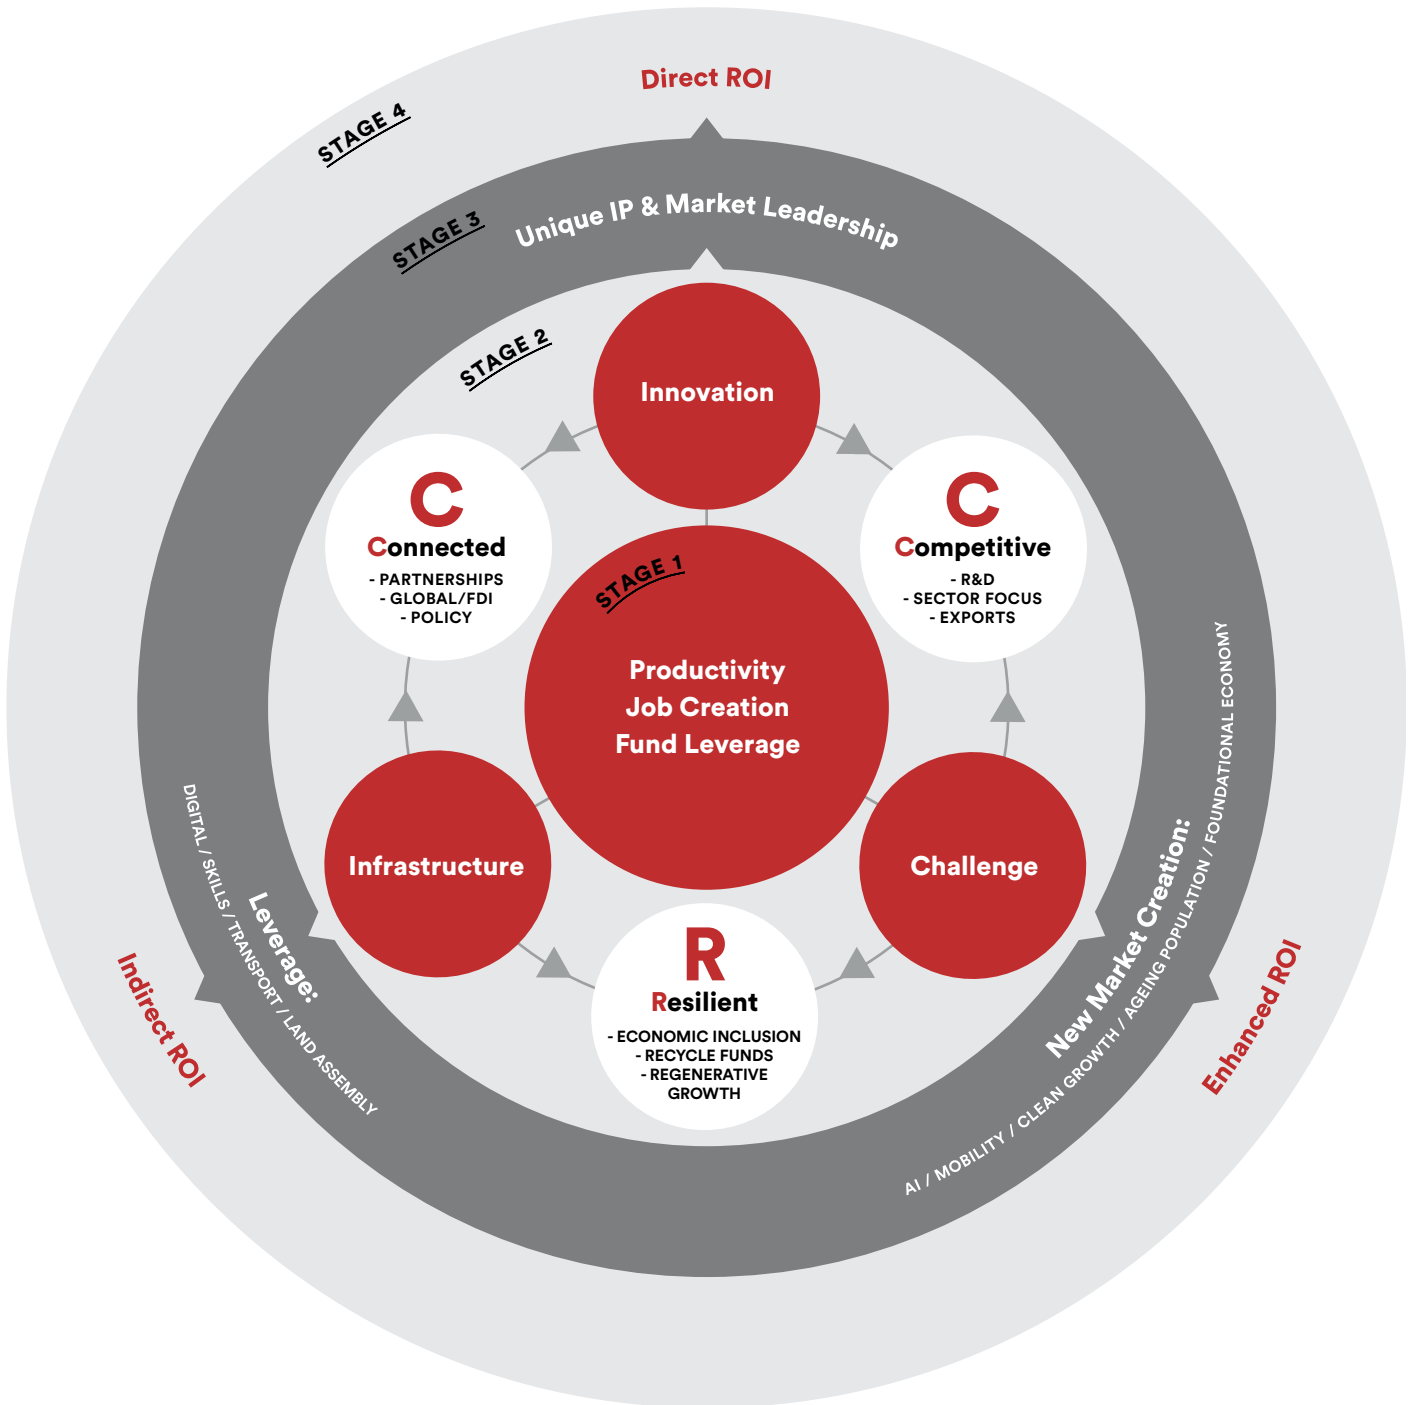 Direct ROI
STAGE 4
Unique IP & Market Leadership
STAGE 3
STAGE 2
Innovation
C
Connected
- PARTNERSHIPS
- GLOBAL/FDI
- POLICY
C
Competitive
- R&D
- SECTOR FOCUS
- EXPORTS
STAGE 1
Productivity
Job Creation
Fund Leverage
Infrastructure
Challenge
R
Resilient
- ECONOMIC INCLUSION
- RECYCLE FUNDS
- REGENERATIVE
GROWTH
Leverage:
DIGITAL / SKILLS / TRANSPORT / LAND ASSEMBLY
New Market Creation:
AI / MOBILITY / CLEAN GROWTH / AGEING POPULATION / FOUNDATIONAL ECONOMY
Indirect ROI
Enhanced ROI